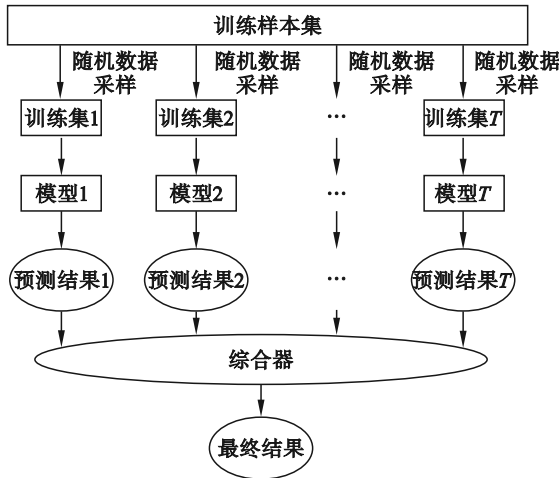 训练样本集
随机数据
采样
随机数据
采样
随机数据
采样
随机数据
采样
训练集1
训练集2
...
训练集T
模型1
模型2
...
模型T
预测结果1
预测结果2
...
预测结果T
综合器
最终结果